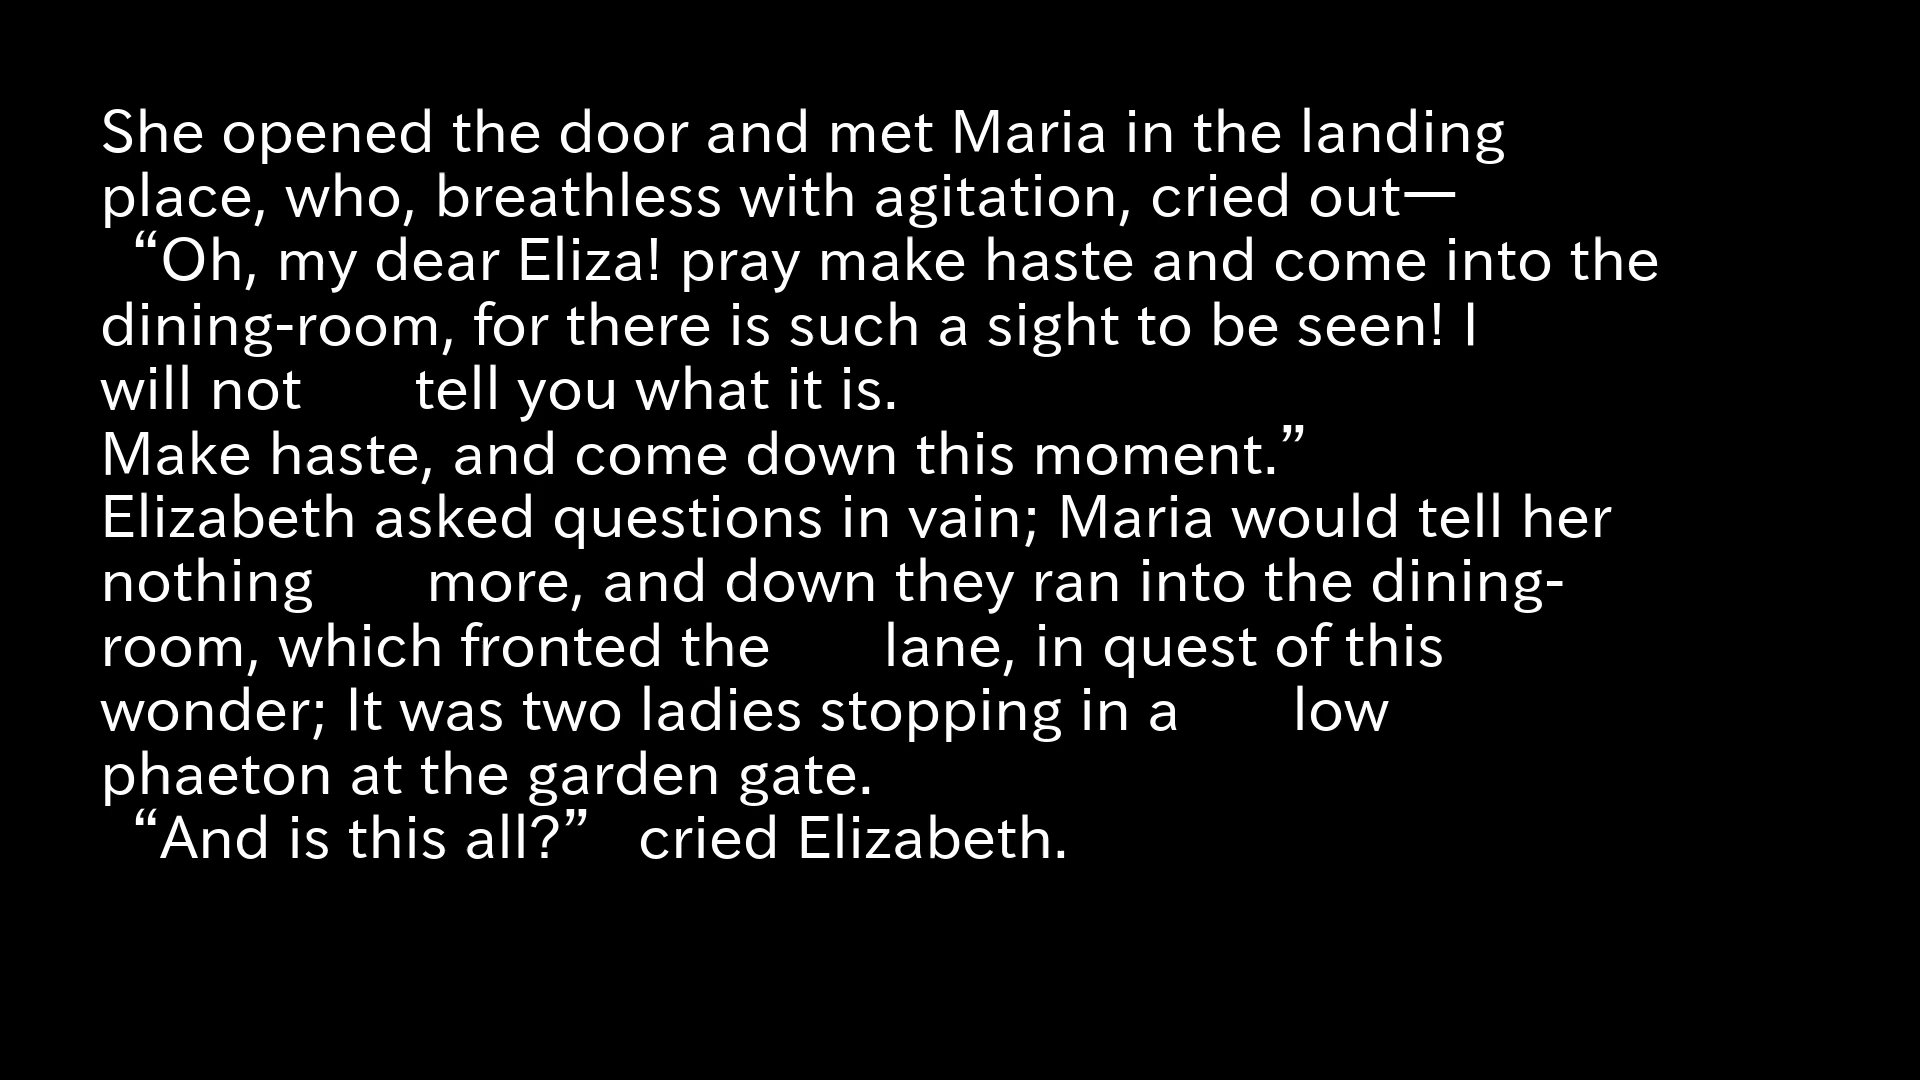 She opened the door and met Maria in the landing
place, who, breathless with agitation, cried out—
“Oh, my dear Eliza! pray make haste and come into the
dining-room, for there is such a sight to be seen! I
will not tell you what it is.
Make haste, and come down this moment.”
Elizabeth asked questions in vain; Maria would tell her
nothing more, and down they ran into the dining-
room, which fronted the lane, in quest of this
wonder; It was two ladies stopping in a low
phaeton at the garden gate.
“And is this all?” cried Elizabeth.